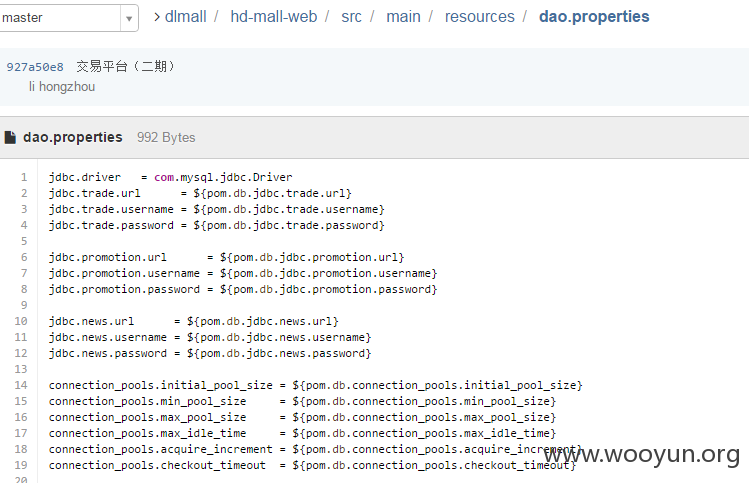 master
dlmall / hd-mall-web / src / main / resources / dao.properties
927a50e8 交易平台（二期）
li hongzhou
dao.properties 992 Bytes
1 jdbc.driver = com.mysql.jdbc.Driver
2 jdbc.trade.url = ${pom.db.jdbc.trade.url}
3 jdbc.trade.username = ${pom.db.jdbc.trade.username}
4 jdbc.trade.password = ${pom.db.jdbc.trade.password}
5
6 jdbc.promotion.url = ${pom.db.jdbc.promotion.url}
7 jdbc.promotion.username = ${pom.db.jdbc.promotion.username}
8 jdbc.promotion.password = ${pom.db.jdbc.promotion.password}
9
10 jdbc.news.url = ${pom.db.jdbc.news.url}
11 jdbc.news.username = ${pom.db.jdbc.news.username}
12 jdbc.news.password = ${pom.db.jdbc.news.password}
13
14 connection_pools.initial_pool_size = ${pom.db.connection_pools.initial_pool_size}
15 connection_pools.min_pool_size = ${pom.db.connection_pools.min_pool_size}
16 connection_pools.max_pool_size = ${pom.db.connection_pools.max_pool_size}
17 connection_pools.max_idle_time = ${pom.db.connection_pools.max_idle_time}
18 connection_pools.acquire_increment = ${pom.db.connection_pools.acquire_increment}
19 connection_pools.checkout_timeout = ${pom.db.connection_pools.checkout_timeout}
20
www.wooyun.org